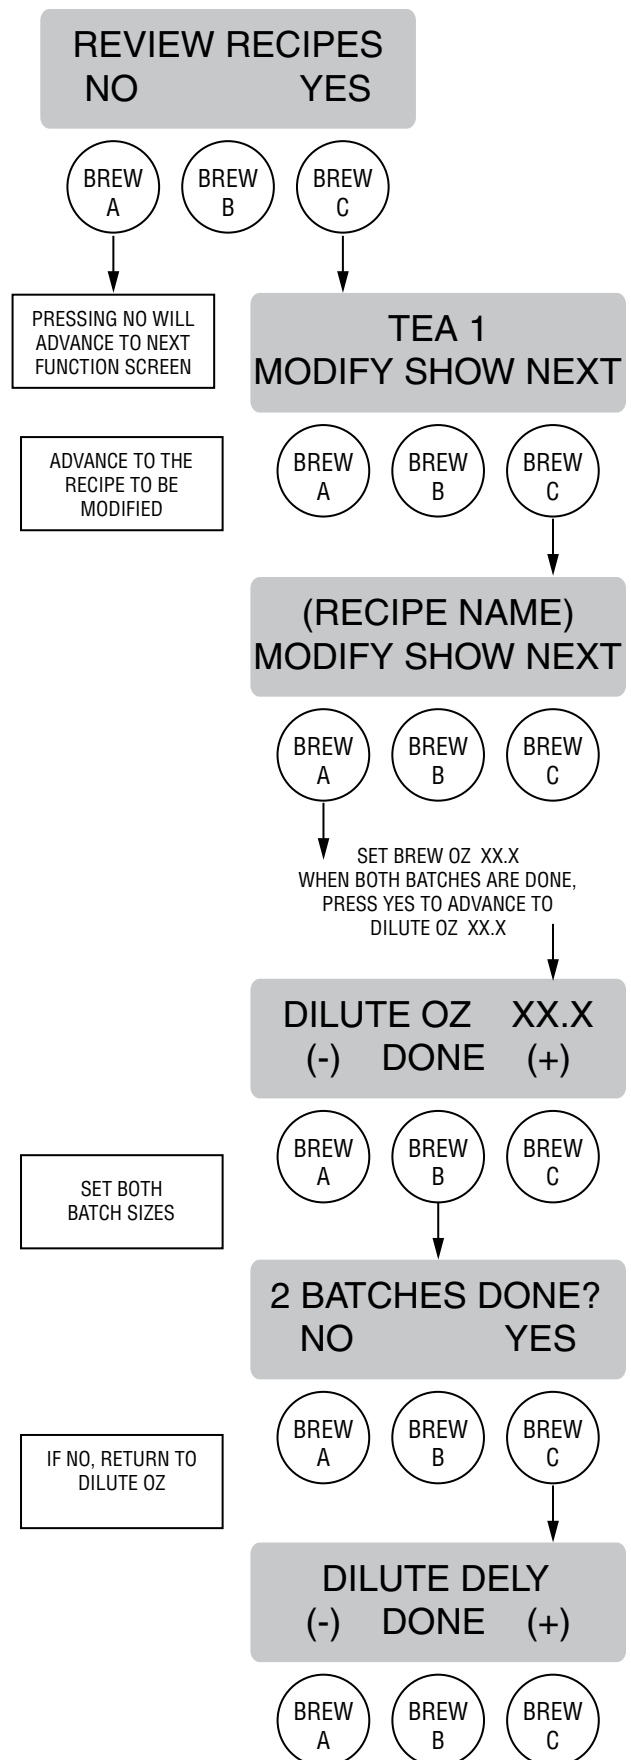 REVIEW RECIPES
NO YES
BREW
A
BREW
B
BREW
C
PRESSING NO WILL
ADVANCE TO NEXT
FUNCTION SCREEN
TEA 1
MODIFY SHOW NEXT
ADVANCE TO THE
RECIPE TO BE
MODIFIED
BREW
A
BREW
B
BREW
C
(RECIPE NAME)
MODIFY SHOW NEXT
BREW
A
BREW
B
BREW
C
SET BREW OZ XX.X
WHEN BOTH BATCHES ARE DONE,
PRESS YES TO ADVANCE TO
DILUTE OZ XX.X
DILUTE OZ XX.X
(-) DONE (+)
BREW
A
BREW
B
BREW
C
SET BOTH
BATCH SIZES
2 BATCHES DONE?
NO YES
BREW
A
BREW
B
BREW
C
IF NO, RETURN TO
DILUTE OZ
DILUTE DELY
(-) DONE (+)
BREW
A
BREW
B
BREW
C